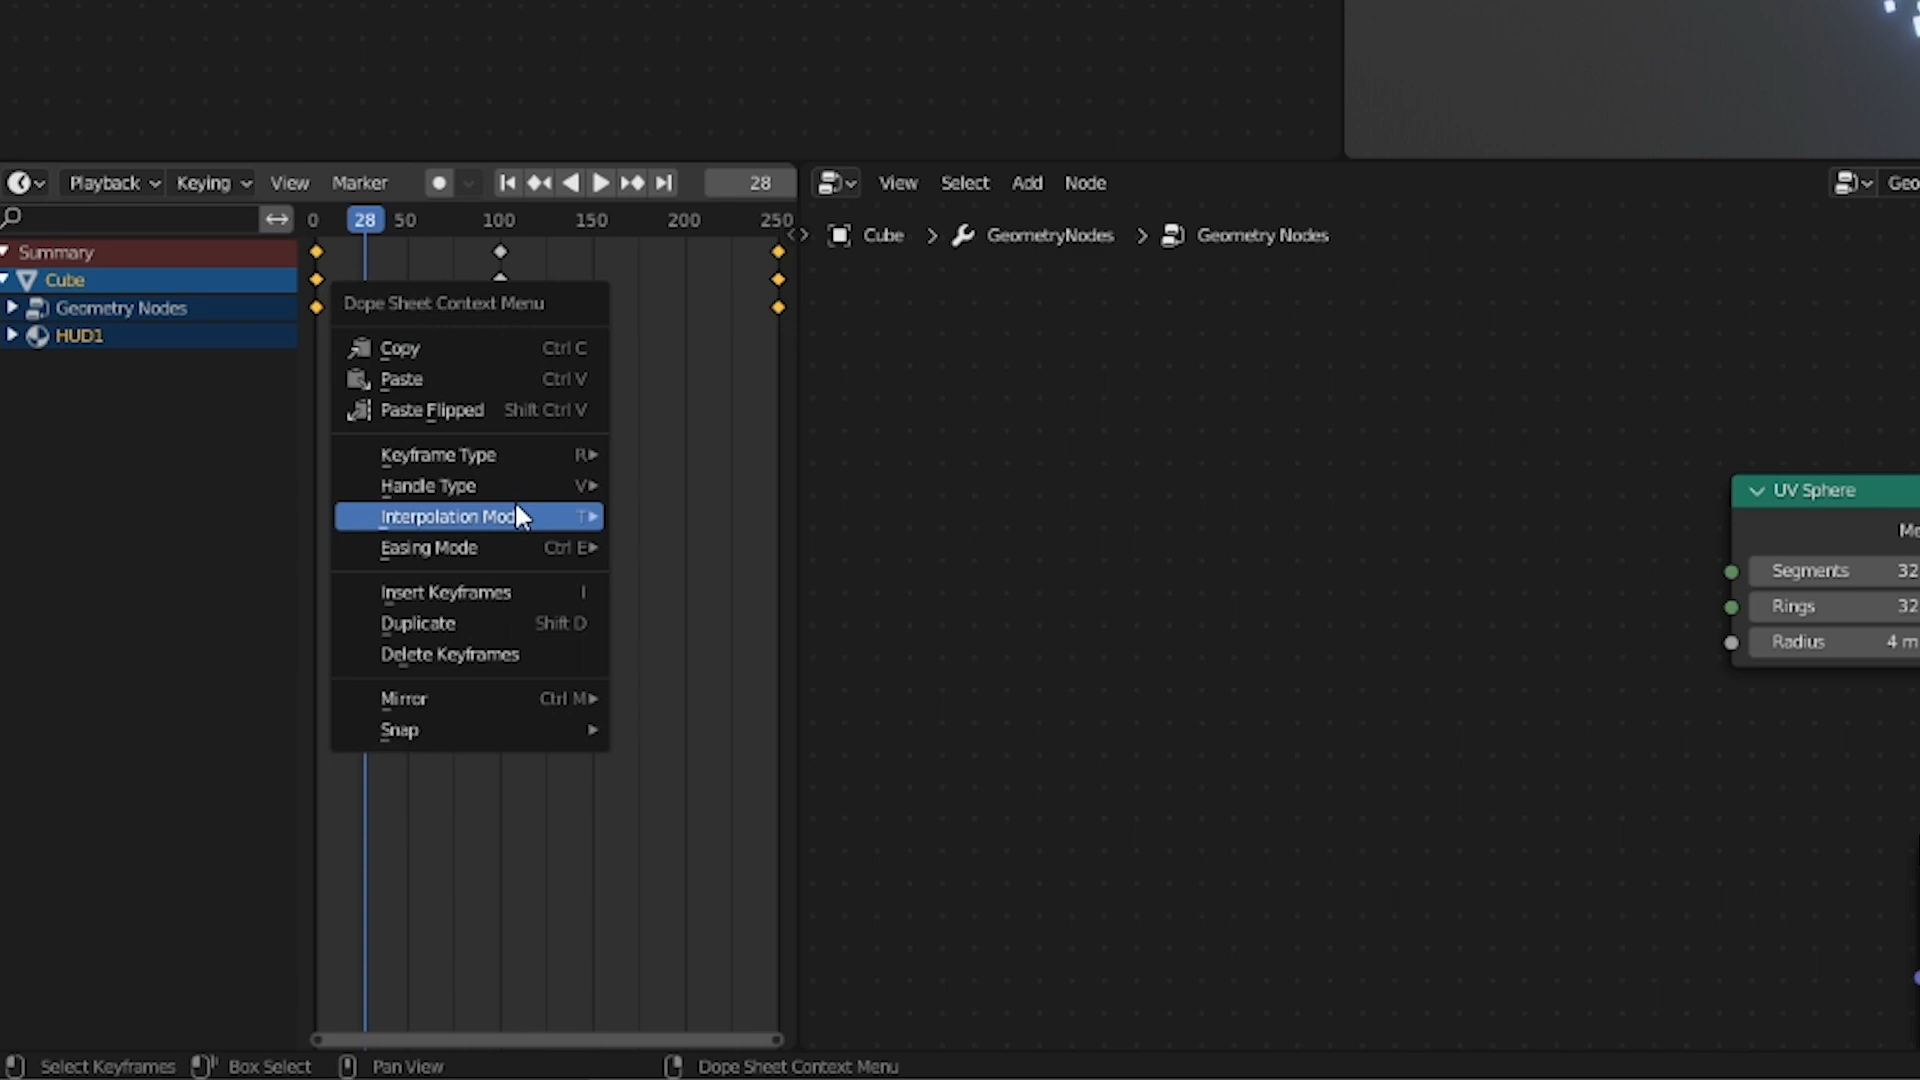 Playback Keying View Marker 28 View Select Add Node Geo
0 28 50 100 150 200 250
Cube GeometryNodes Geometry Nodes
Summary
Cube
Geometry Nodes
HUD1
Dope Sheet Context Menu
Copy Ctrl C
Paste Ctrl V
Paste Flipped Shift Ctrl V
Keyframe Type R
Handle Type V
Interpolation Mod T
Easing Mode Ctrl E
Insert Keyframes I
Duplicate Shift D
Delete Keyframes
Mirror Ctrl M
Snap
UV Sphere
Me
Segments 32
Rings 32
Radius 4 m
Select Keyframes Box Select Pan View Dope Sheet Context Menu